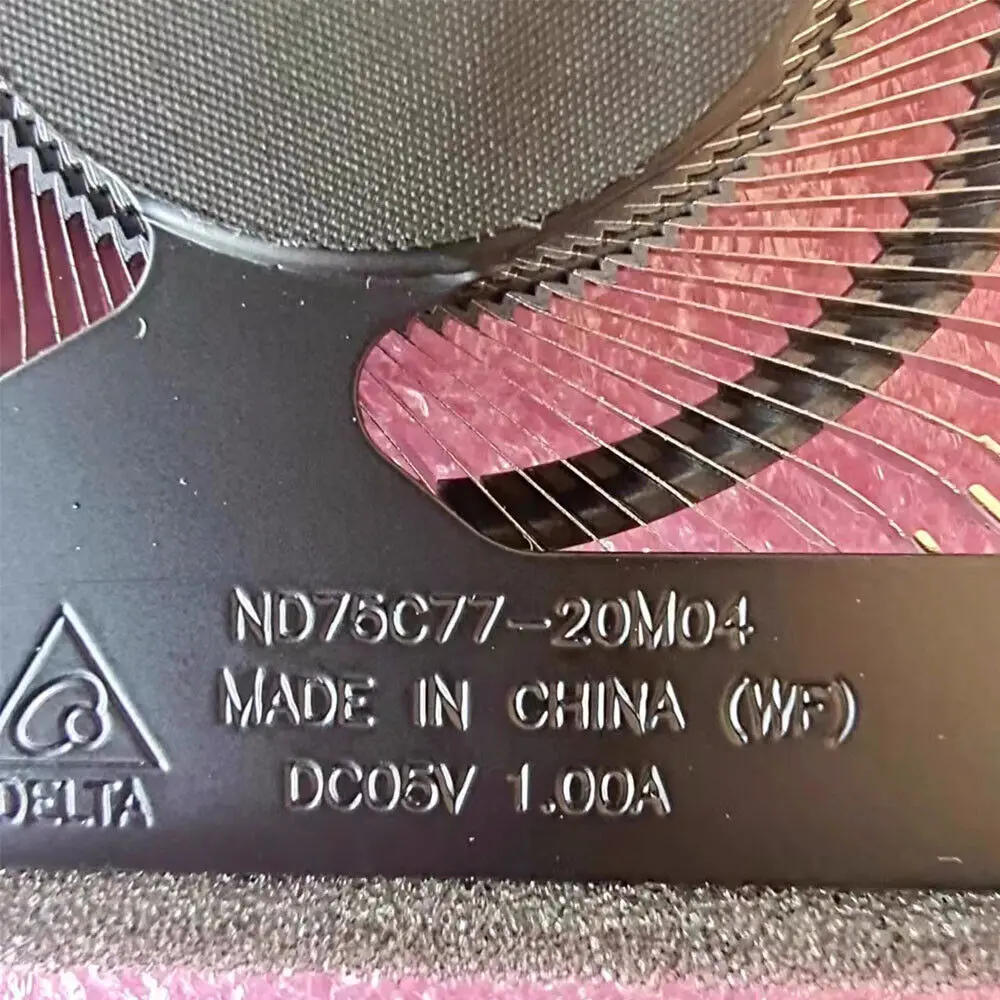 ND75C77-20M04
MADE IN CHINA (WF)
DELTA
DC05V 1.00A